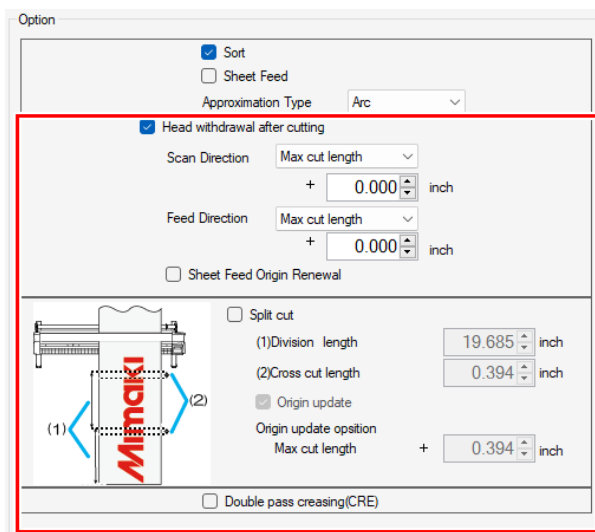 Option
Sort
Sheet Feed
Approximation Type Arc
Head withdrawal after cutting
Scan Direction Max cut length
+ 0.000 inch
Feed Direction Max cut length
+ 0.000 inch
Sheet Feed Origin Renewal
Split cut
(1)Division length 19.685 inch
(2)Cross cut length 0.394 inch
Origin update
Origin update opsition
Max cut length + 0.394 inch
(1)
(2)
Mimaki
Double pass creasing(CRE)